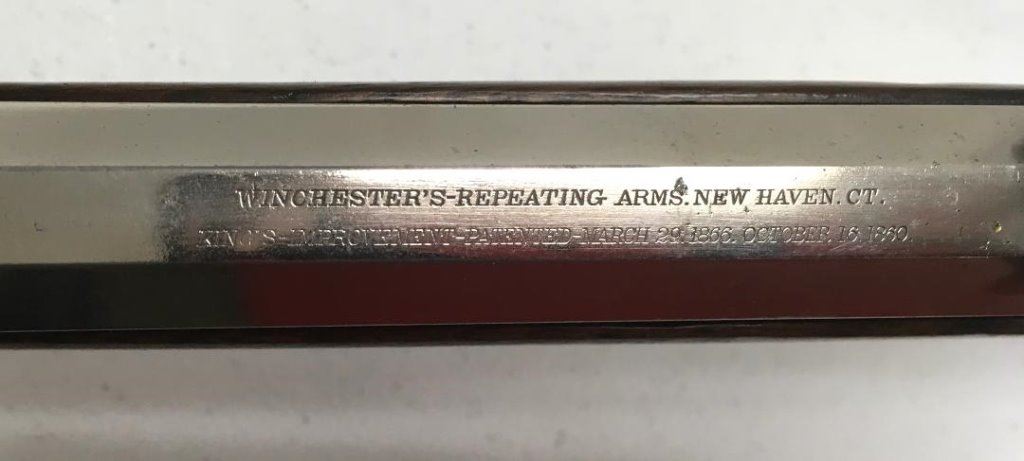 WINCHESTER'S-REPEATING ARMS. NEW HAVEN. CT.
KING'S-IMPROVEMENT-PATENTED-MARCH 29. 1866. OCTOBER 16. 1860.